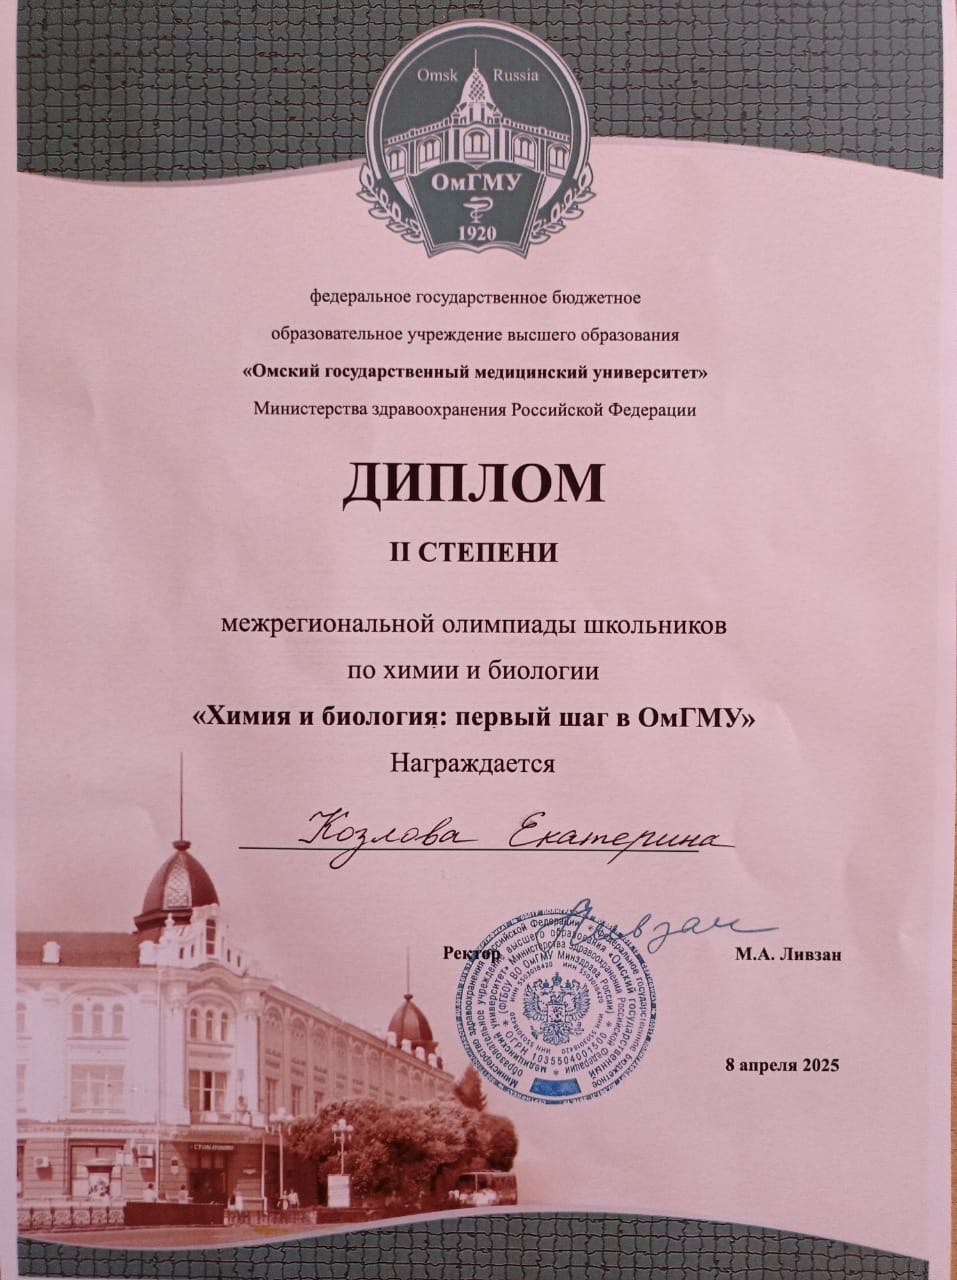 Omsk Russia
ОмГМУ
1920
федеральное государственное бюджетное
образовательное учреждение высшего образования
«Омский государственный медицинский университет»
Министерства здравоохранения Российской Федерации
ДИПЛОМ
II СТЕПЕНИ
межрегиональной олимпиады школьников
по химии и биологии
«Химия и биология: первый шаг в ОмГМУ»
Награждается
Козлова Екатерина
Ректор
М.А. Ливзан
8 апреля 2025
ОГРН 1035504001500